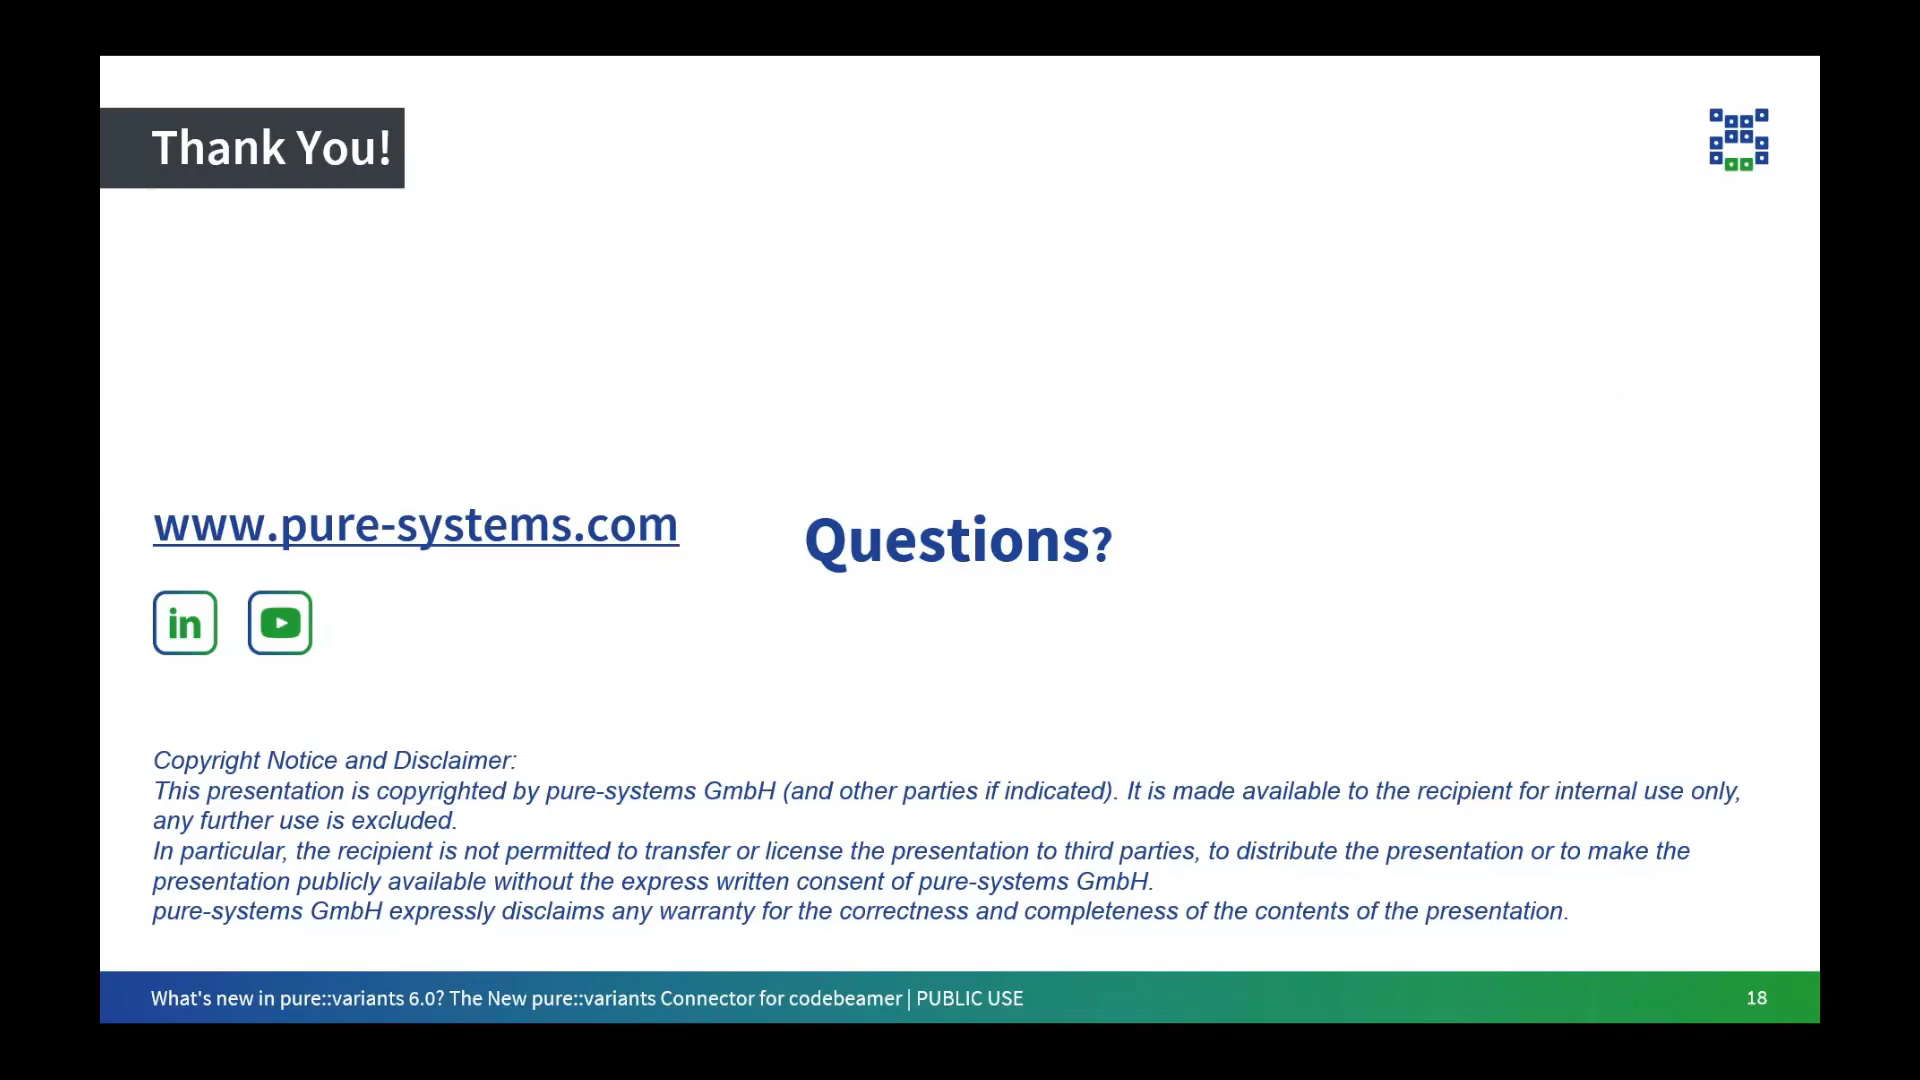 Thank You!
www.pure-systems.com
Questions?
in
Copyright Notice and Disclaimer:
This presentation is copyrighted by pure-systems GmbH (and other parties if indicated). It is made available to the recipient for internal use only,
any further use is excluded.
In particular, the recipient is not permitted to transfer or license the presentation to third parties, to distribute the presentation or to make the
presentation publicly available without the express written consent of pure-systems GmbH.
pure-systems GmbH expressly disclaims any warranty for the correctness and completeness of the contents of the presentation.
What's new in pure::variants 6.0? The New pure::variants Connector for codebeamer | PUBLIC USE
18